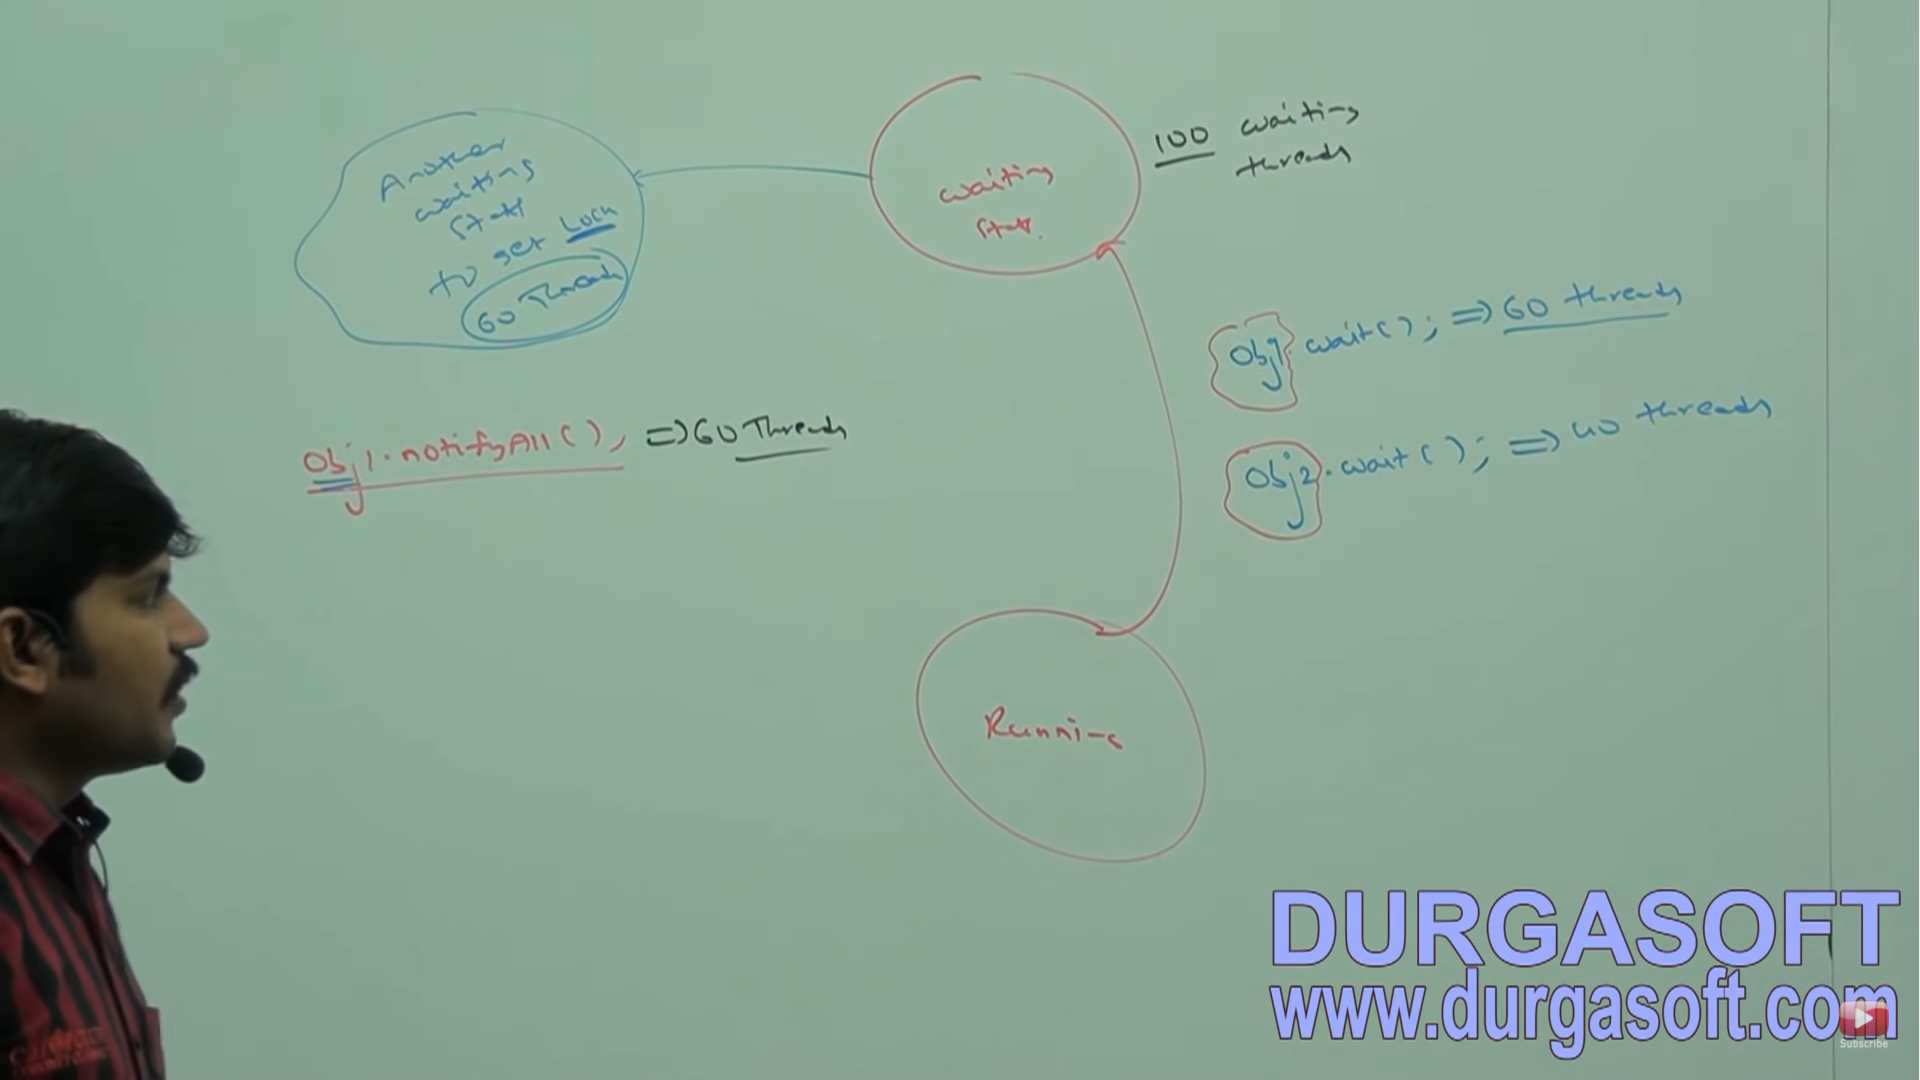 100 waiting
threads
Another
waiting
state
to get Lock
60 Threads
waiting
state.
Obj1.wait(); => 60 threads
Obj1.notifyAll(); => 60 Threads
Obj2.wait(); => 40 threads
Running
DURGASOFT
www.durgasoft.com
Subscribe